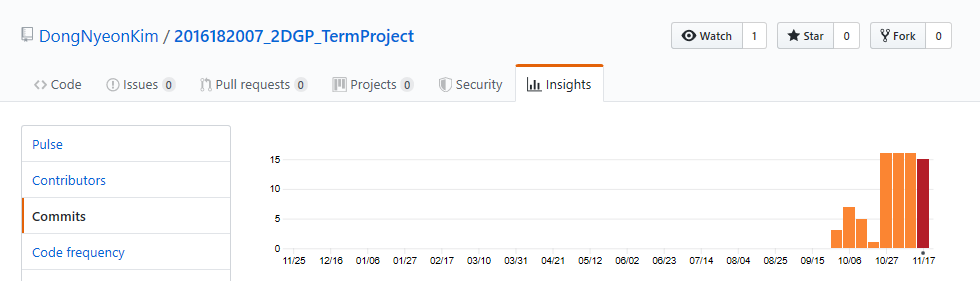 DongNyeonKim / 2016182007_2DGP_TermProject
Watch 1 Star 0 Fork 0
Code Issues 0 Pull requests 0 Projects 0 Security Insights
Pulse
Contributors
Commits
Code frequency
15
10
5
0
11/25 12/16 01/06 01/27 02/17 03/10 03/31 04/21 05/12 06/02 06/23 07/14 08/04 08/25 09/15 10/06 10/27 11/17